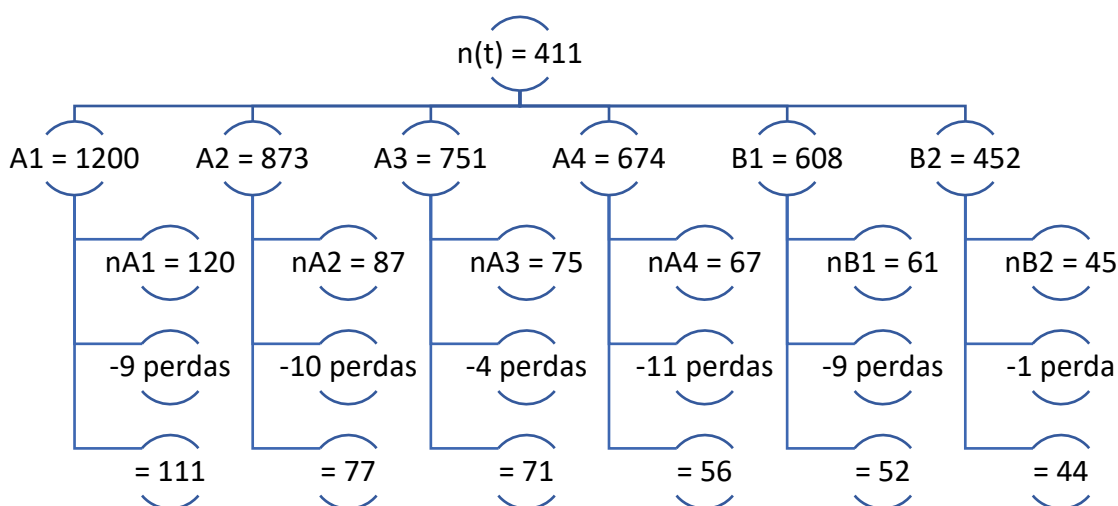 n(t) = 411
A1 = 1200
A2 = 873
A3 = 751
A4 = 674
B1 = 608
B2 = 452
nA1 = 120
nA2 = 87
nA3 = 75
nA4 = 67
nB1 = 61
nB2 = 45
-9 perdas
-10 perdas
-4 perdas
-11 perdas
-9 perdas
-1 perda
= 111
= 77
= 71
= 56
= 52
= 44